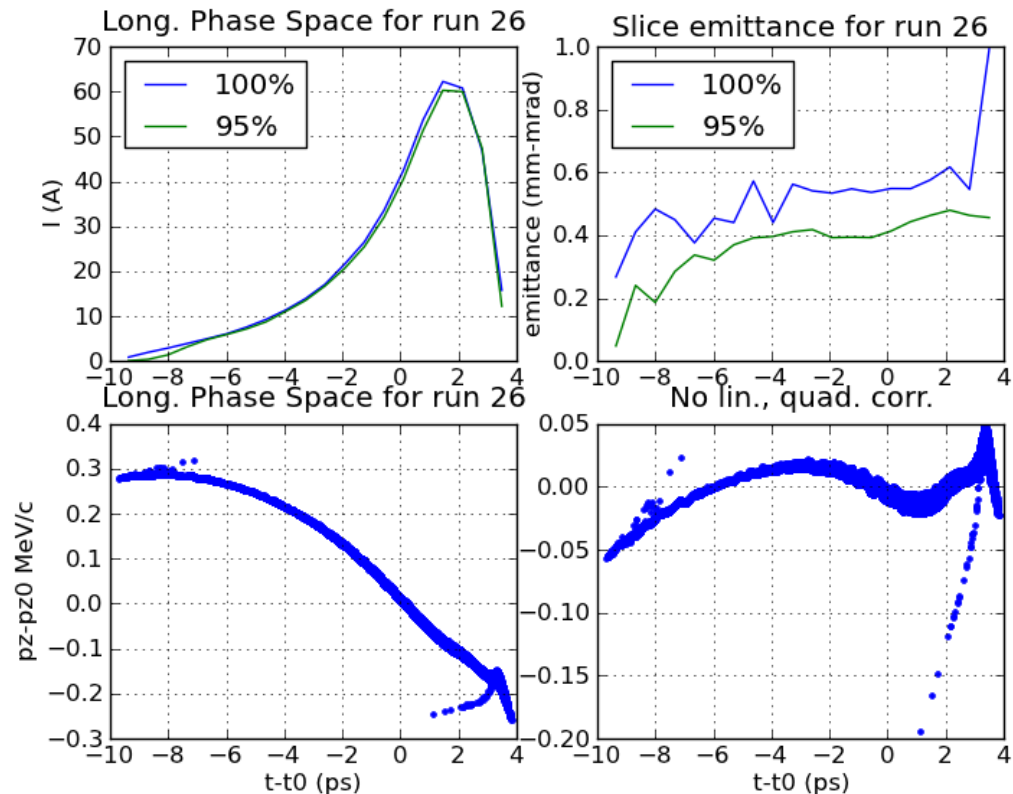 Long. Phase Space for run 26
70
60
50
40
30
20
10
0
I (A)
100%
95%
−10 −8 −6 −4 −2 0 2 4
Slice emittance for run 26
1.0
0.8
0.6
0.4
0.2
0.0
emittance (mm-mrad)
100%
95%
−10 −8 −6 −4 −2 0 2 4
Long. Phase Space for run 26
0.4
0.3
0.2
0.1
0.0
−0.1
−0.2
−0.3
pz-pz0 MeV/c
−10 −8 −6 −4 −2 0 2 4
t-t0 (ps)
No lin., quad. corr.
0.05
0.00
−0.05
−0.10
−0.15
−0.20
−10 −8 −6 −4 −2 0 2 4
t-t0 (ps)